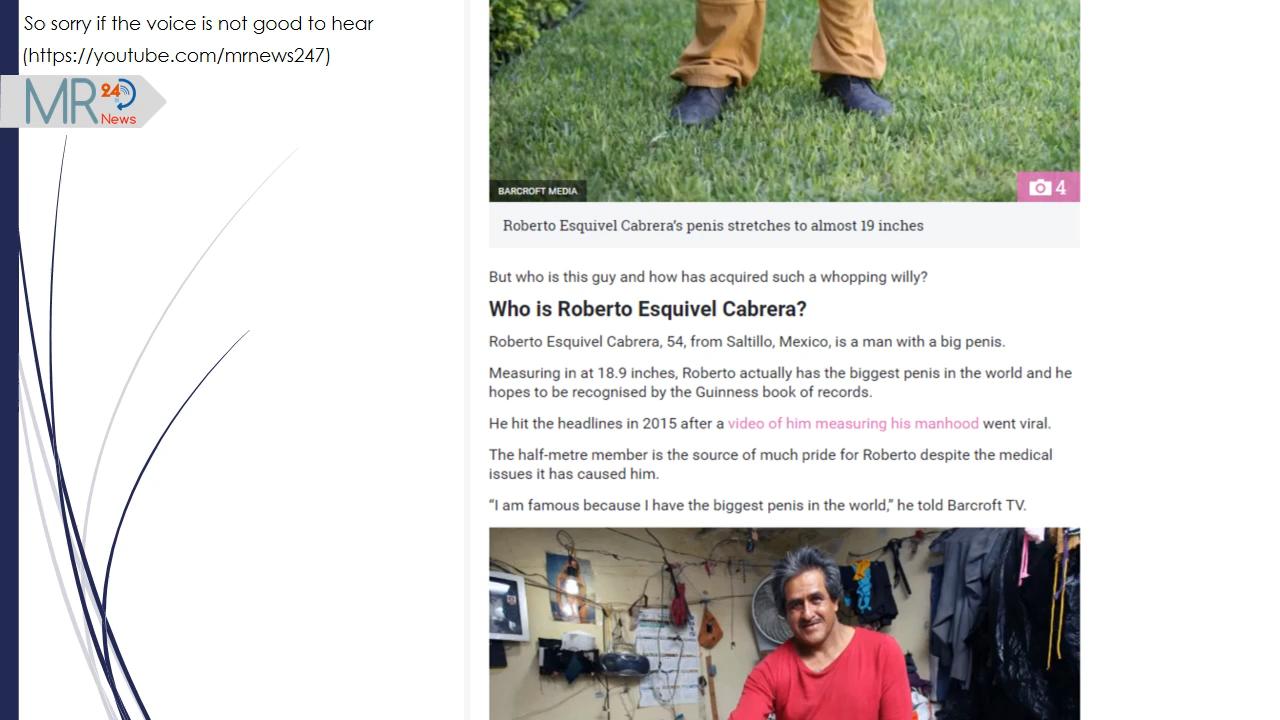 So sorry if the voice is not good to hear
(https://youtube.com/mrnews247)
MR 24
News
BARCROFT MEDIA
4
Roberto Esquivel Cabrera's penis stretches to almost 19 inches
But who is this guy and how has acquired such a whopping willy?
Who is Roberto Esquivel Cabrera?
Roberto Esquivel Cabrera, 54, from Saltillo, Mexico, is a man with a big penis.
Measuring in at 18.9 inches, Roberto actually has the biggest penis in the world and he
hopes to be recognised by the Guinness book of records.
He hit the headlines in 2015 after a video of him measuring his manhood went viral.
The half-metre member is the source of much pride for Roberto despite the medical
issues it has caused him.
“I am famous because I have the biggest penis in the world,” he told Barcroft TV.